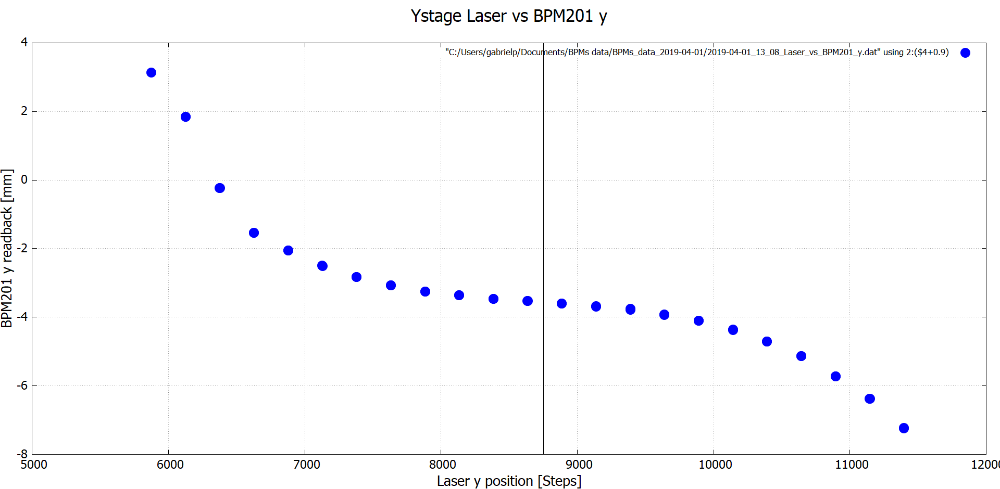 Ystage Laser vs BPM201 y
"C:/Users/gabrielp/Documents/BPMs data/BPMs_data_2019-04-01/2019-04-01_13_08_Laser_vs_BPM201_y.dat" using 2:($4+0.9)
BPM201 y readback [mm]
4
2
0
-2
-4
-6
-8
5000 6000 7000 8000 9000 10000 11000 12000
Laser y position [Steps]